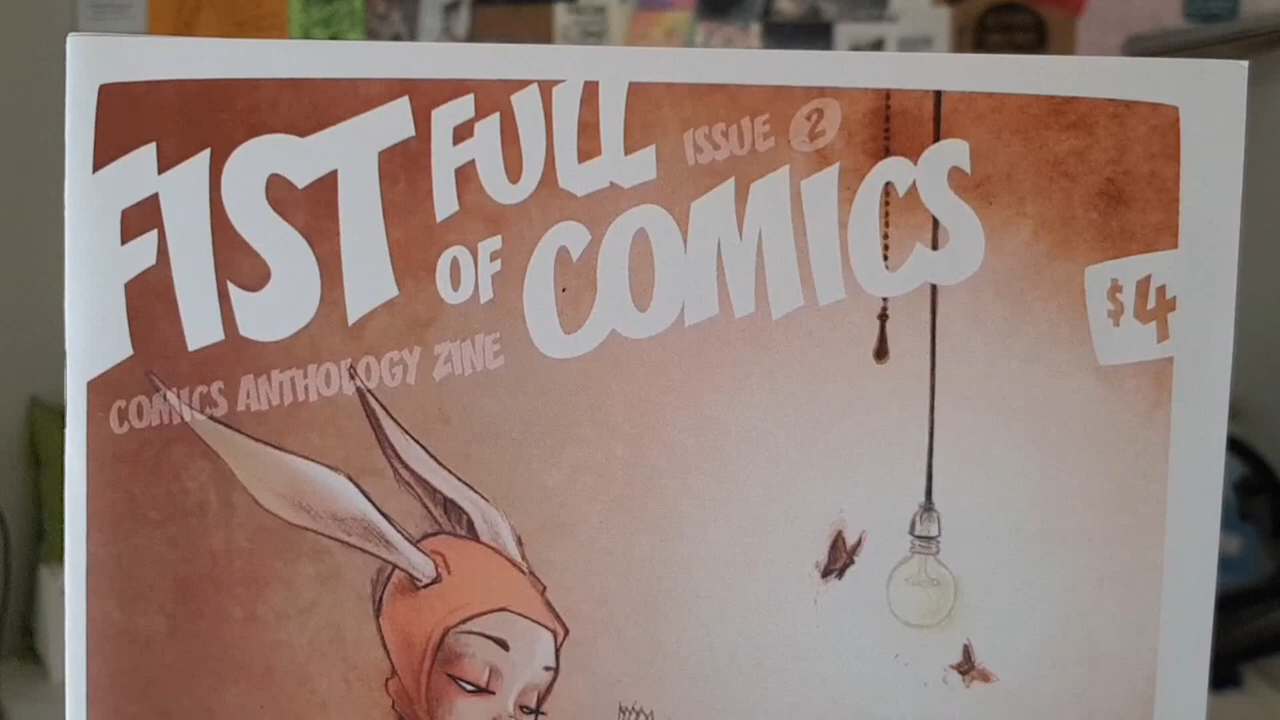 FIST FULL
OF COMICS
ISSUE 2
COMICS ANTHOLOGY ZINE
$4